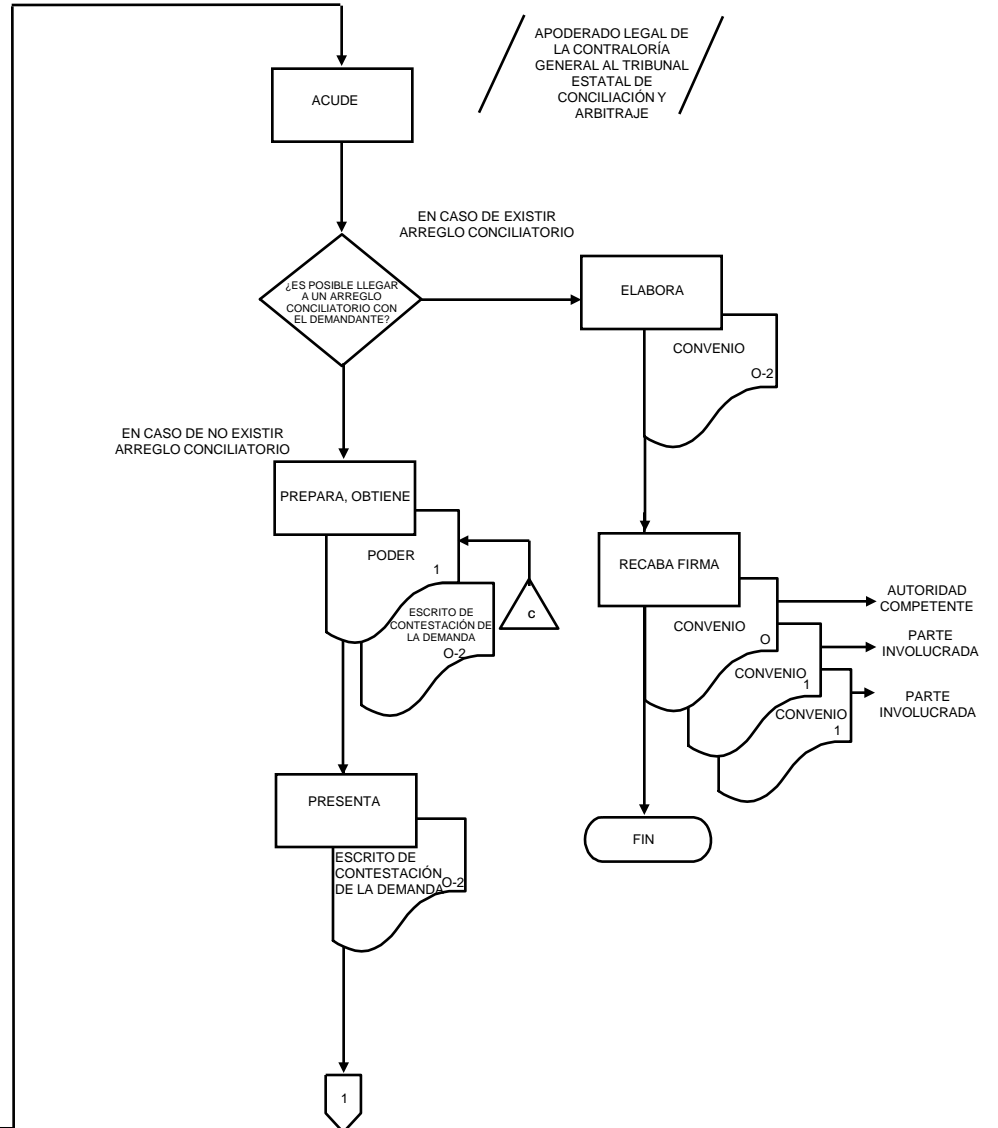 APODERADO LEGAL DE
LA CONTRALORÍA
GENERAL AL TRIBUNAL
ESTATAL DE
CONCILIACIÓN Y
ARBITRAJE
ACUDE
EN CASO DE EXISTIR
ARREGLO CONCILIATORIO
¿ES POSIBLE LLEGAR
A UN ARREGLO
CONCILIATORIO CON
EL DEMANDANTE?
ELABORA
CONVENIO
O-2
EN CASO DE NO EXISTIR
ARREGLO CONCILIATORIO
PREPARA, OBTIENE
PODER
1
ESCRITO DE
CONTESTACIÓN DE
LA DEMANDA
O-2
C
RECABA FIRMA
CONVENIO
O
AUTORIDAD
COMPETENTE
CONVENIO
1
PARTE
INVOLUCRADA
CONVENIO
1
PARTE
INVOLUCRADA
PRESENTA
ESCRITO DE
CONTESTACIÓN
DE LA DEMANDA
O-2
FIN
1